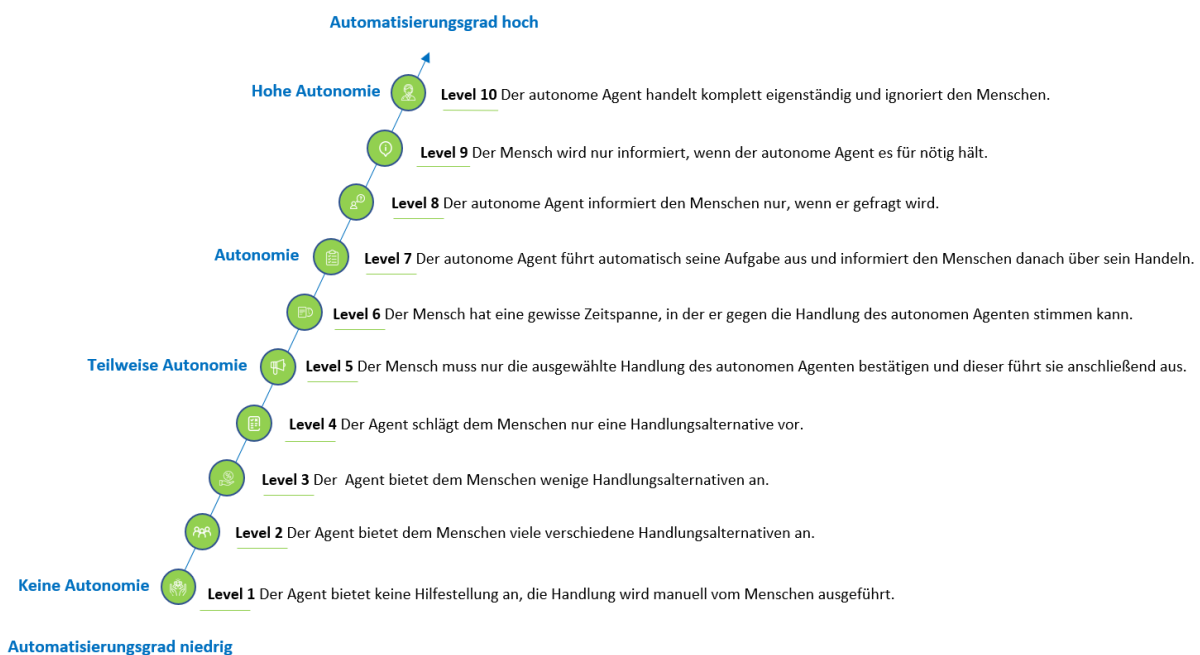 Automatisierungsgrad hoch
Hohe Autonomie
Level 10 Der autonome Agent handelt komplett eigenständig und ignoriert den Menschen.
Level 9 Der Mensch wird nur informiert, wenn der autonome Agent es für nötig hält.
Level 8 Der autonome Agent informiert den Menschen nur, wenn er gefragt wird.
Autonomie
Level 7 Der autonome Agent führt automatisch seine Aufgabe aus und informiert den Menschen danach über sein Handeln.
Level 6 Der Mensch hat eine gewisse Zeitspanne, in der er gegen die Handlung des autonomen Agenten stimmen kann.
Teilweise Autonomie
Level 5 Der Mensch muss nur die ausgewählte Handlung des autonomen Agenten bestätigen und dieser führt sie anschließend aus.
Level 4 Der Agent schlägt dem Menschen nur eine Handlungsalternative vor.
Level 3 Der Agent bietet dem Menschen wenige Handlungsalternativen an.
Level 2 Der Agent bietet dem Menschen viele verschiedene Handlungsalternativen an.
Keine Autonomie
Level 1 Der Agent bietet keine Hilfestellung an, die Handlung wird manuell vom Menschen ausgeführt.
Automatisierungsgrad niedrig